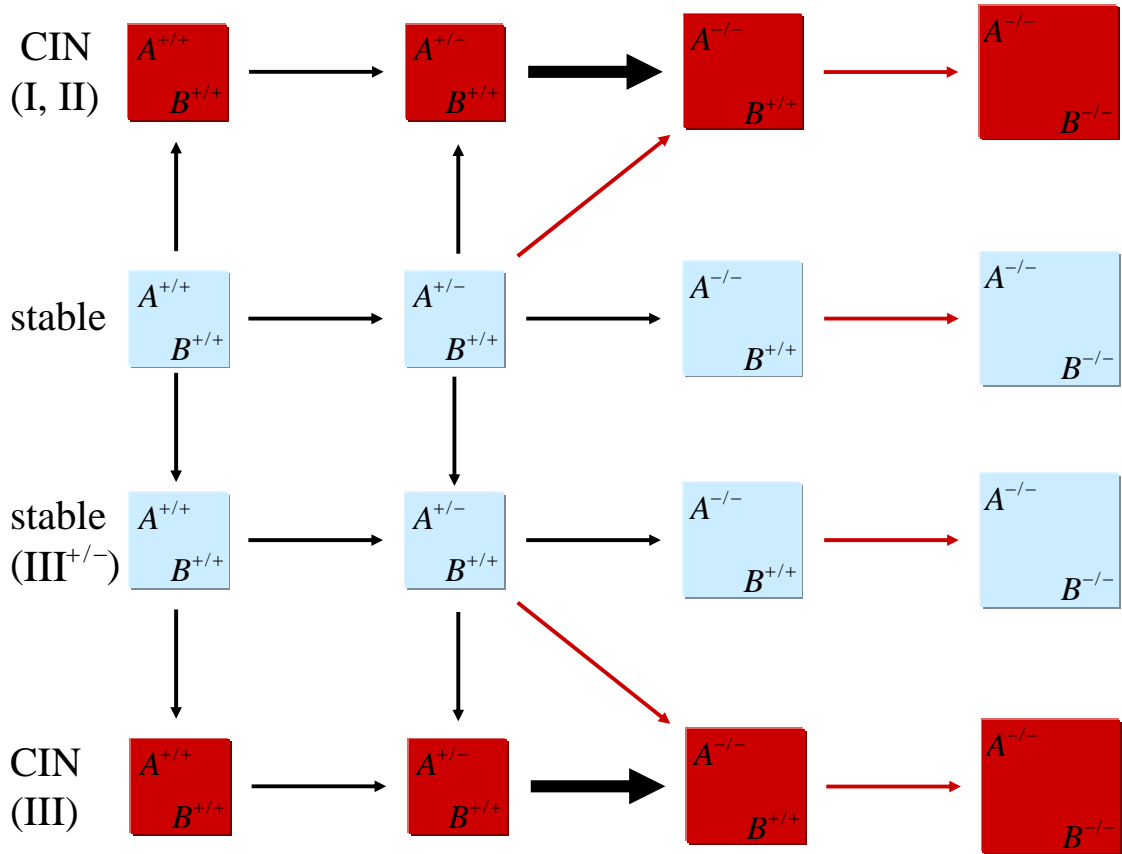 CIN
(I, II)
A^{+/+}
B^{+/+}
A^{+/-}
B^{+/+}
A^{-/-}
B^{+/+}
A^{-/-}
B^{-/-}
stable
A^{+/+}
B^{+/+}
A^{+/-}
B^{+/+}
A^{-/-}
B^{+/+}
A^{-/-}
B^{-/-}
stable
(III^{+/-})
A^{+/+}
B^{+/+}
A^{+/-}
B^{+/+}
A^{-/-}
B^{+/+}
A^{-/-}
B^{-/-}
CIN
(III)
A^{+/+}
B^{+/+}
A^{+/-}
B^{+/+}
A^{-/-}
B^{+/+}
A^{-/-}
B^{-/-}